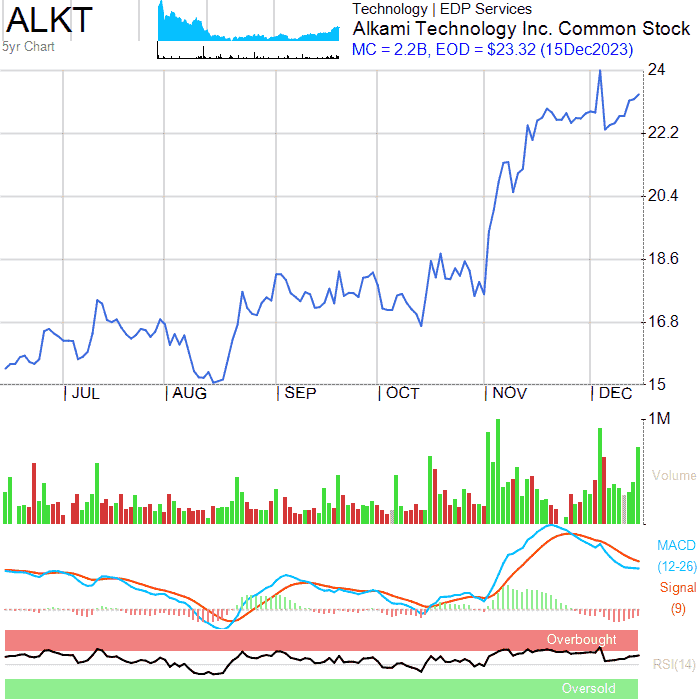 ALKT
5yr Chart
Technology | EDP Services
Alkami Technology Inc. Common Stock
MC = 2.2B, EOD = $23.32 (15Dec2023)
24
22.2
20.4
18.6
16.8
15
JUL AUG SEP OCT NOV DEC
1M
Volume
MACD
(12-26)
Signal
(9)
Overbought
RSI(14)
Oversold